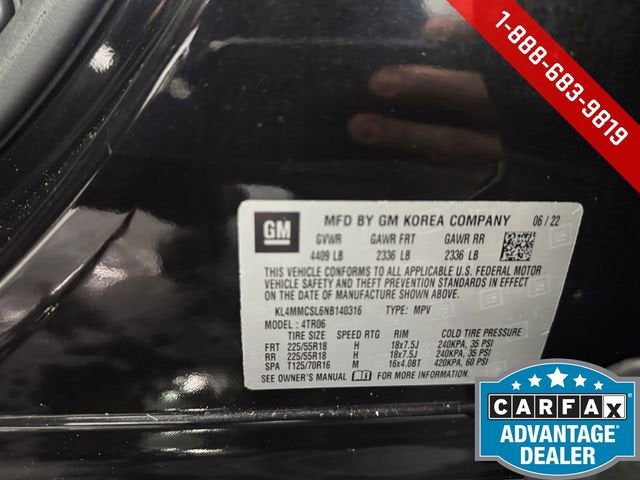 1-888-683-9819
GM
MFD BY GM KOREA COMPANY 06/22
GVWR GAWR FRT GAWR RR
4409 LB 2336 LB 2336 LB
THIS VEHICLE CONFORMS TO ALL APPLICABLE U.S. FEDERAL MOTOR
VEHICLE SAFETY, BUMPER, AND THEFT PREVENTION
STANDARDS IN EFFECT ON THE
DATE OF MANUFACTURE SHOWN ABOVE.
KL4MMCSL6NB140316 TYPE: MPV
MODEL: 4TR06
TIRE SIZE SPEED RTG RIM COLD TIRE PRESSURE
FRT 225/55R18 H 18x7.5J 240KPA, 35 PSI
RR 225/55R18 H 18x7.5J 240KPA, 35 PSI
SPA T125/70R16 M 16x4.0BT 420KPA, 60 PSI
SEE OWNER'S MANUAL FOR MORE INFORMATION
CARFAX
ADVANTAGE
DEALER